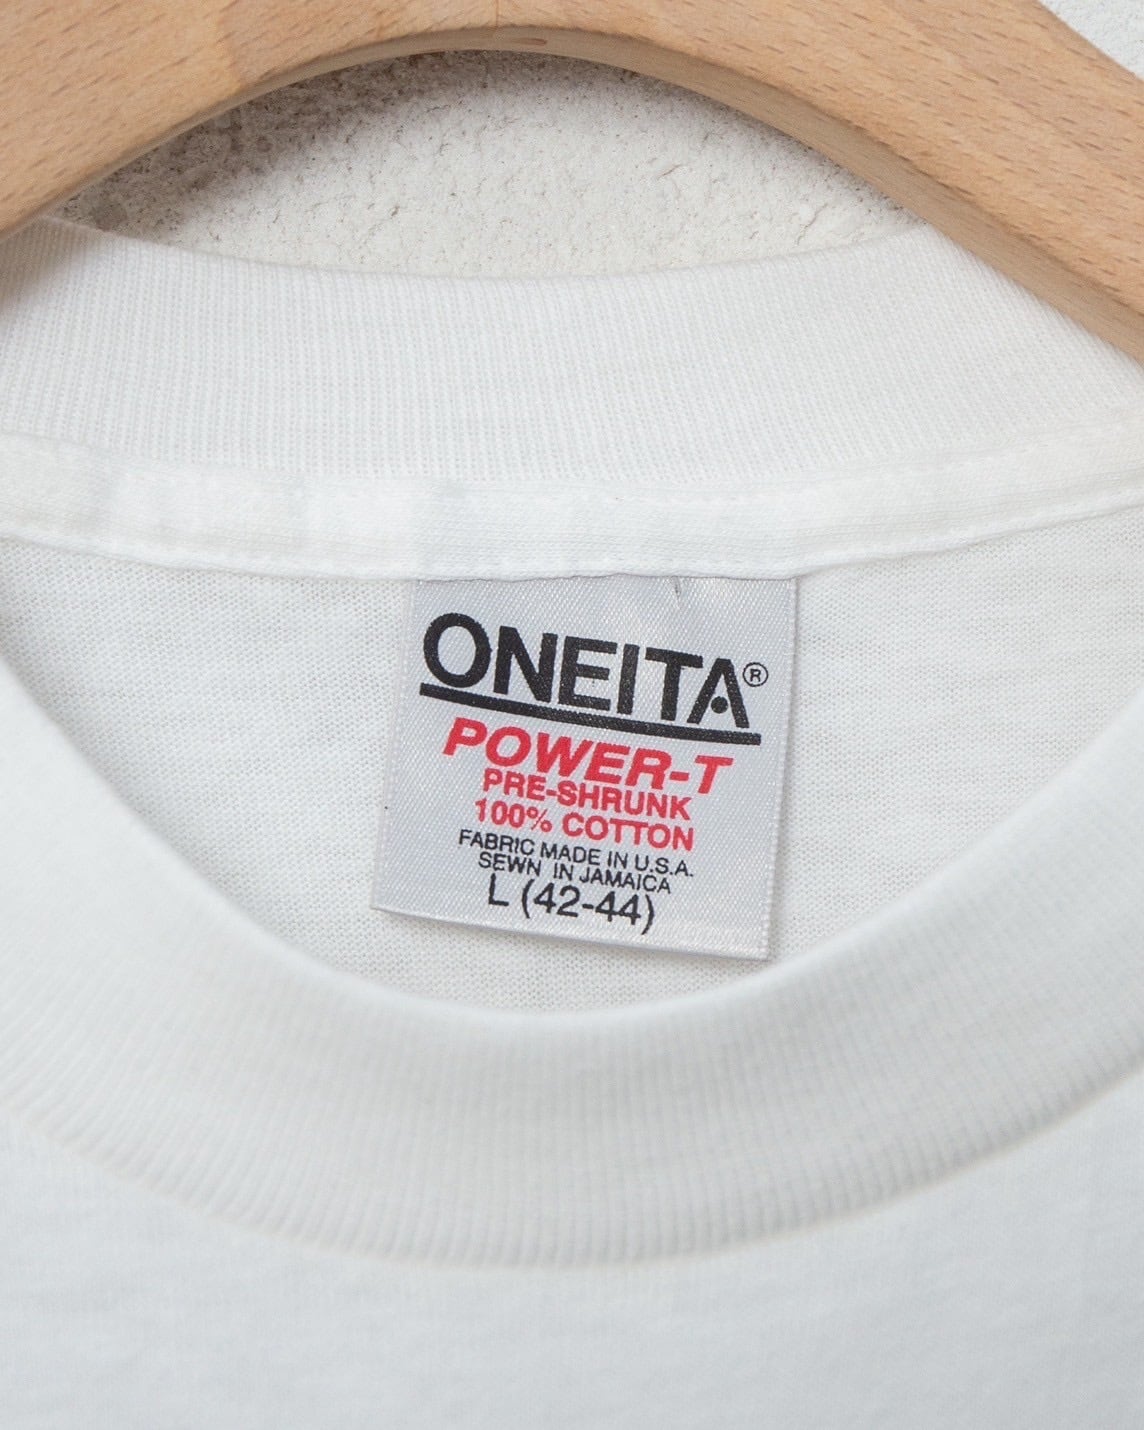 ONEITA®
POWER-T
PRE-SHRUNK
100% COTTON
FABRIC MADE IN U.S.A.
SEWN IN JAMAICA
L (42-44)